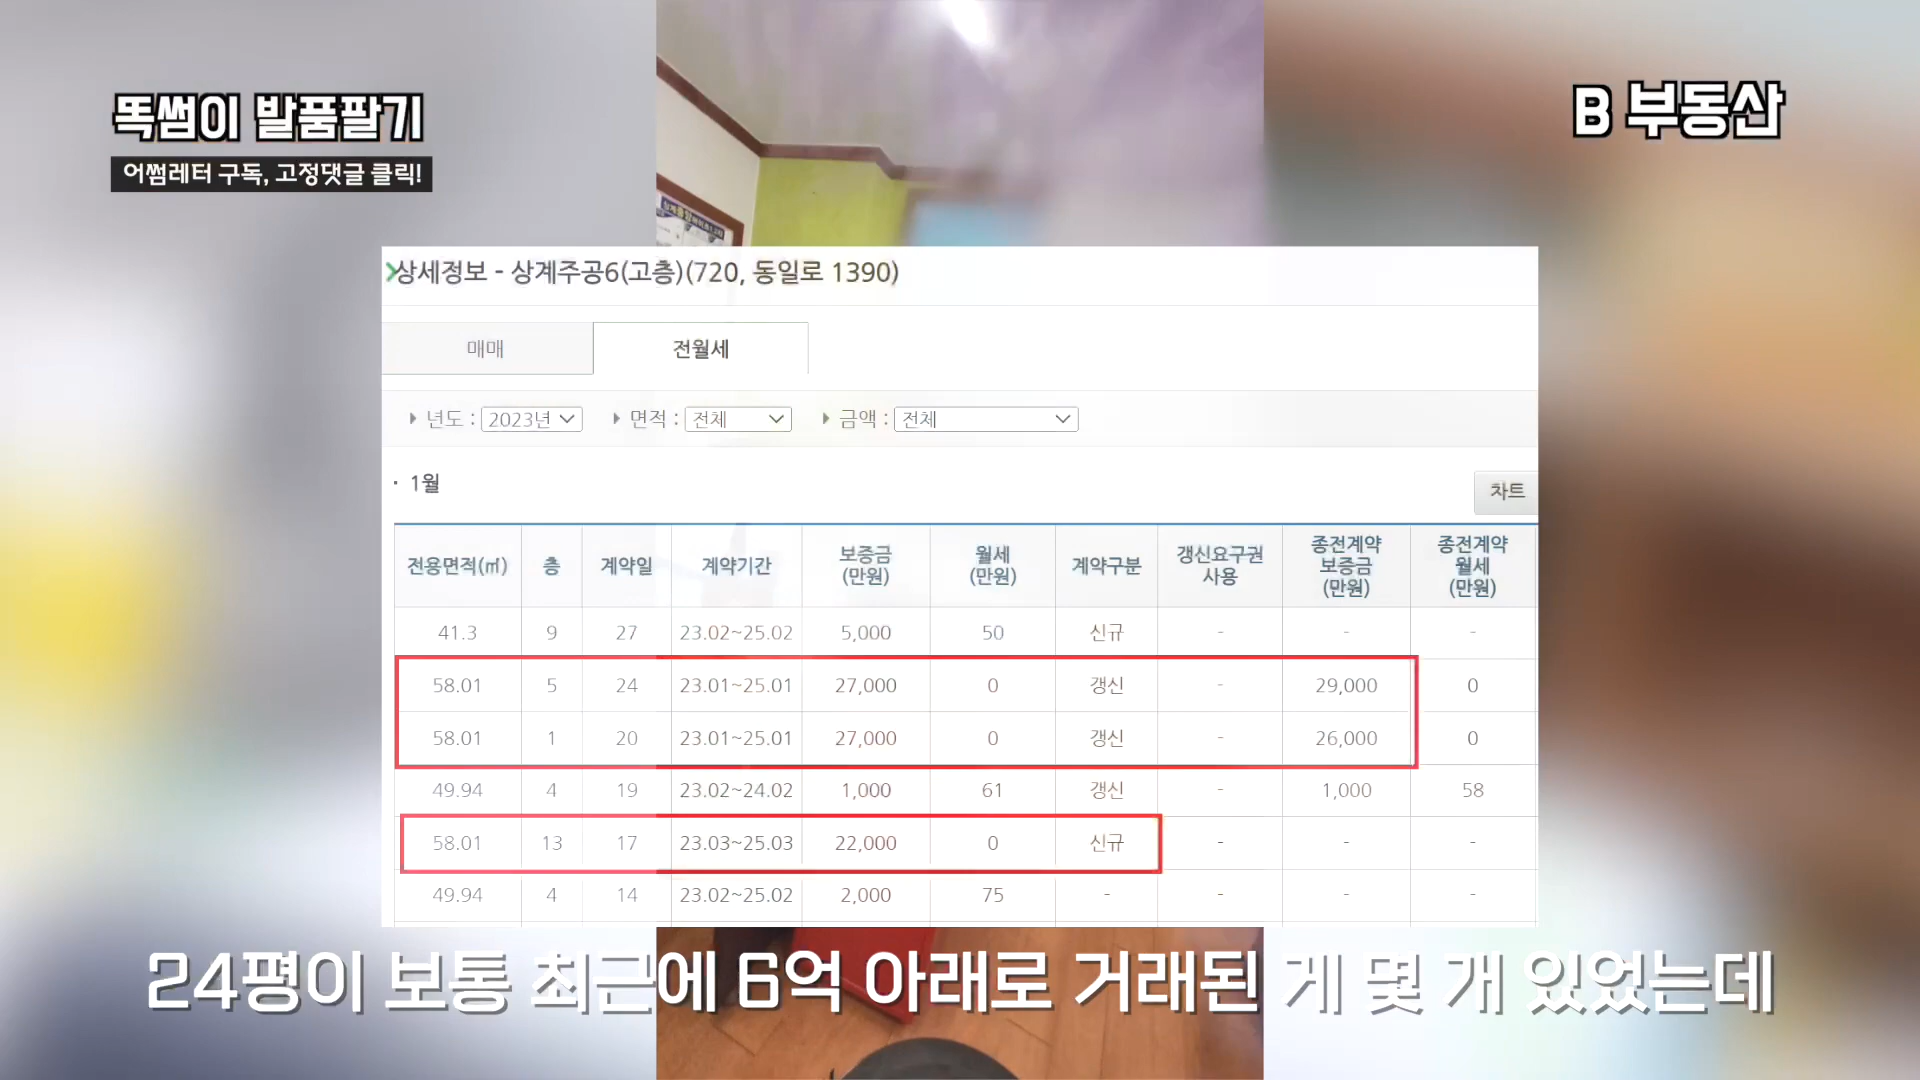 똑썸이 발품팔기
어썸레터 구독, 고정댓글 클릭!
B 부동산
상세정보 - 상계주공6(고층)(720, 동일로 1390)
매매 전월세
년도 : 2023년 면적 : 전체 금액 : 전체
· 1월
차트
전용면적(㎡) 층 계약일 계약기간 보증금 (만원) 월세 (만원) 계약구분 갱신요구권 사용 종전계약 보증금 (만원) 종전계약 월세 (만원)
41.3 9 27 23.02~25.02 5,000 50 신규 - - -
58.01 5 24 23.01~25.01 27,000 0 갱신 - 29,000 0
58.01 1 20 23.01~25.01 27,000 0 갱신 - 26,000 0
49.94 4 19 23.02~24.02 1,000 61 갱신 - 1,000 58
58.01 13 17 23.03~25.03 22,000 0 신규 - - -
49.94 4 14 23.02~25.02 2,000 75 - - - -
24평이 보통 최근에 6억 아래로 거래된 게 몇 개 있었는데